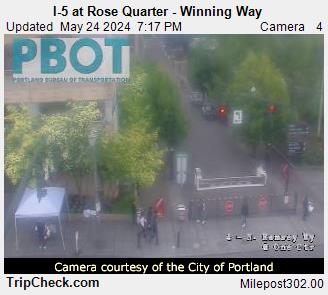 I-5 at Rose Quarter - Winning Way
Updated May 24 2024 7:17 PM Camera 4
PBOT
PORTLAND BUREAU OF TRANSPORTATION
Camera courtesy of the City of Portland
TripCheck.com Milepost302.00